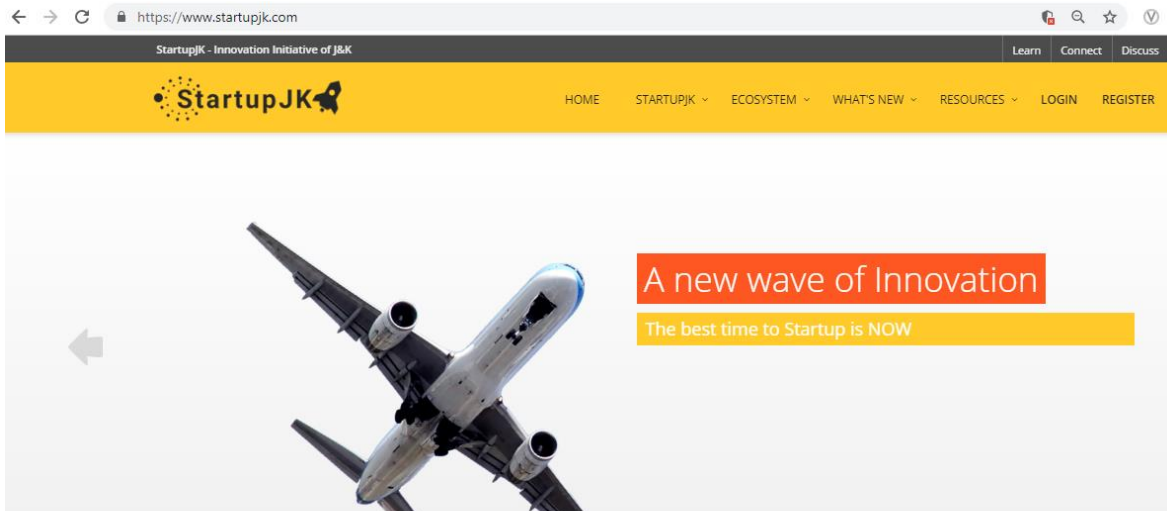 https://www.startupjk.com
StartupJK - Innovation Initiative of J&K
Learn Connect Discuss
StartupJK
HOME STARTUPJK ECOSYSTEM WHAT'S NEW RESOURCES LOGIN REGISTER
A new wave of Innovation
The best time to Startup is NOW